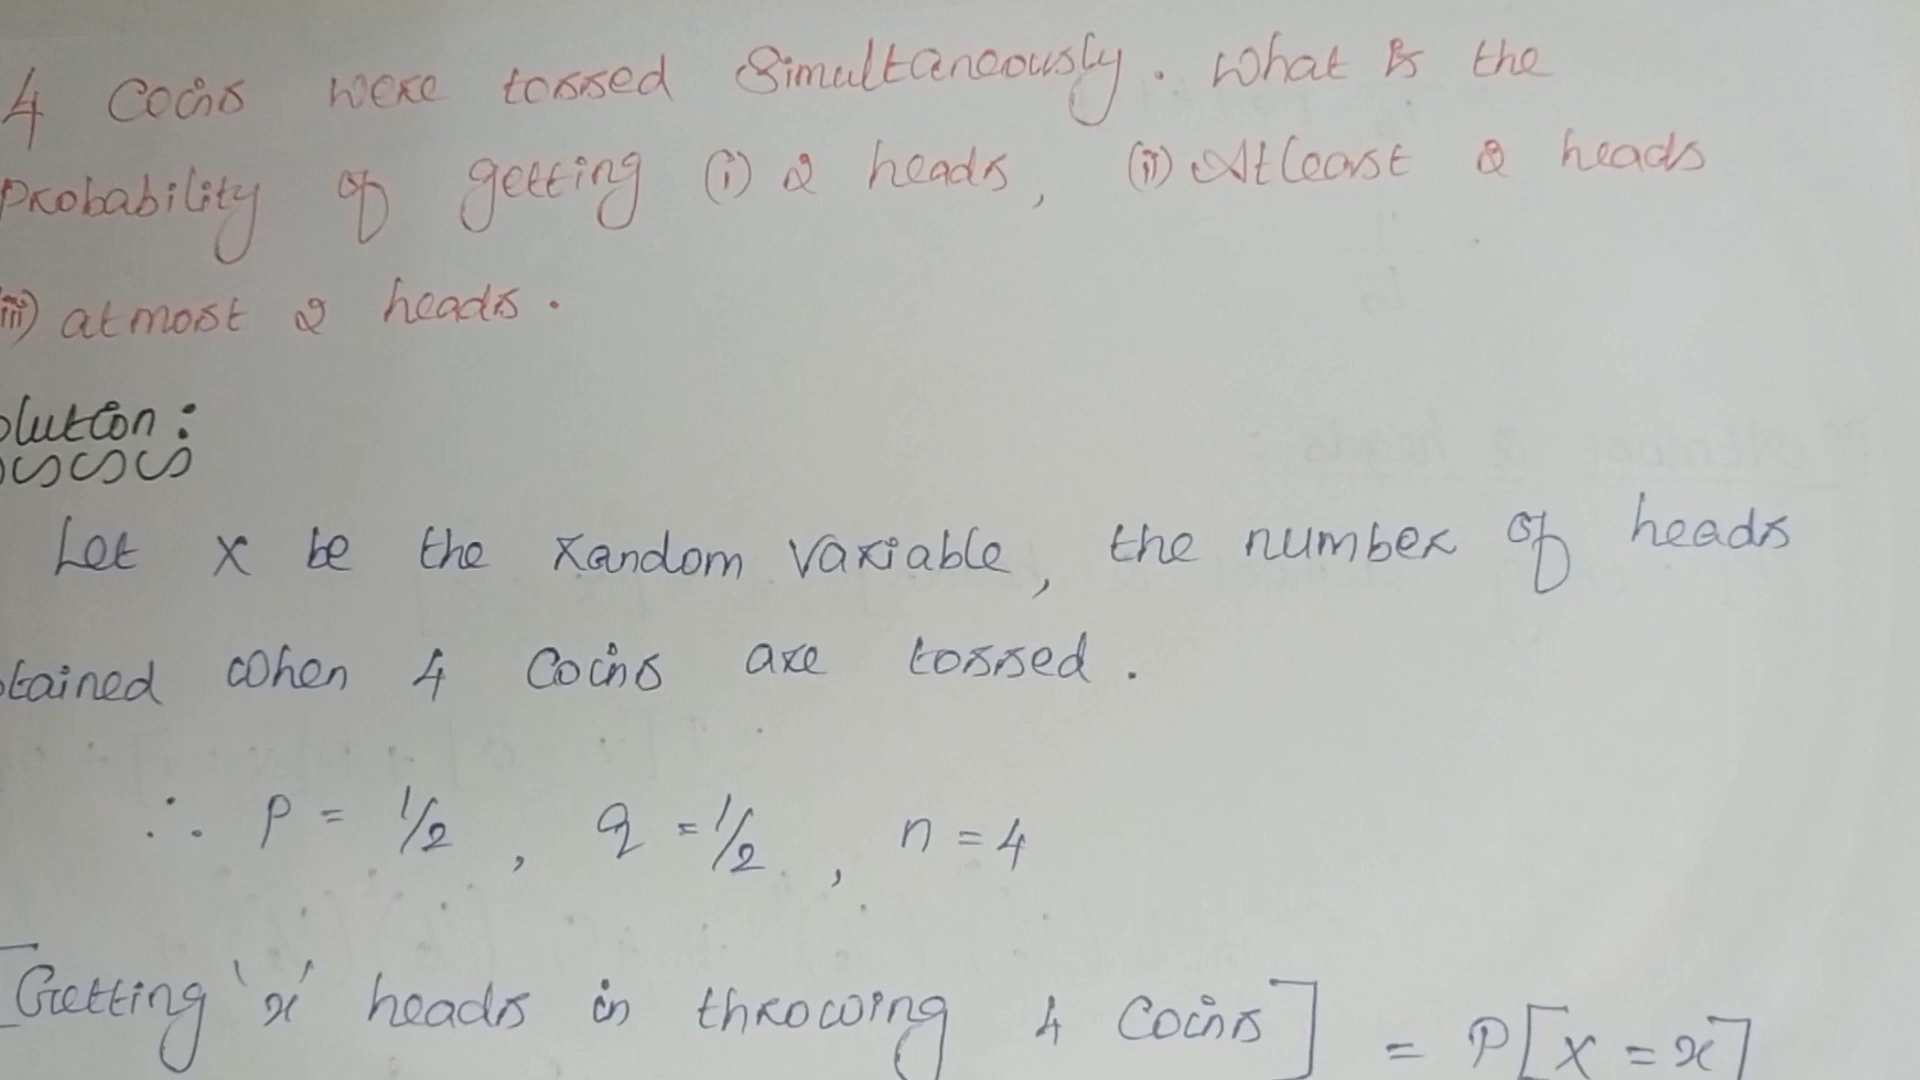 4 Coins were tossed Simultaneously. What is the
Probability of getting (i) 2 heads, (ii) Atleast 2 heads
iii) atmost 2 heads.
olution:
Let X be the random variable, the number of heads
tained when 4 Coins are tossed.
∴ p = 1/2, q = 1/2, n = 4
[Getting 'x' heads in throwing 4 Coins] = P[X = x]